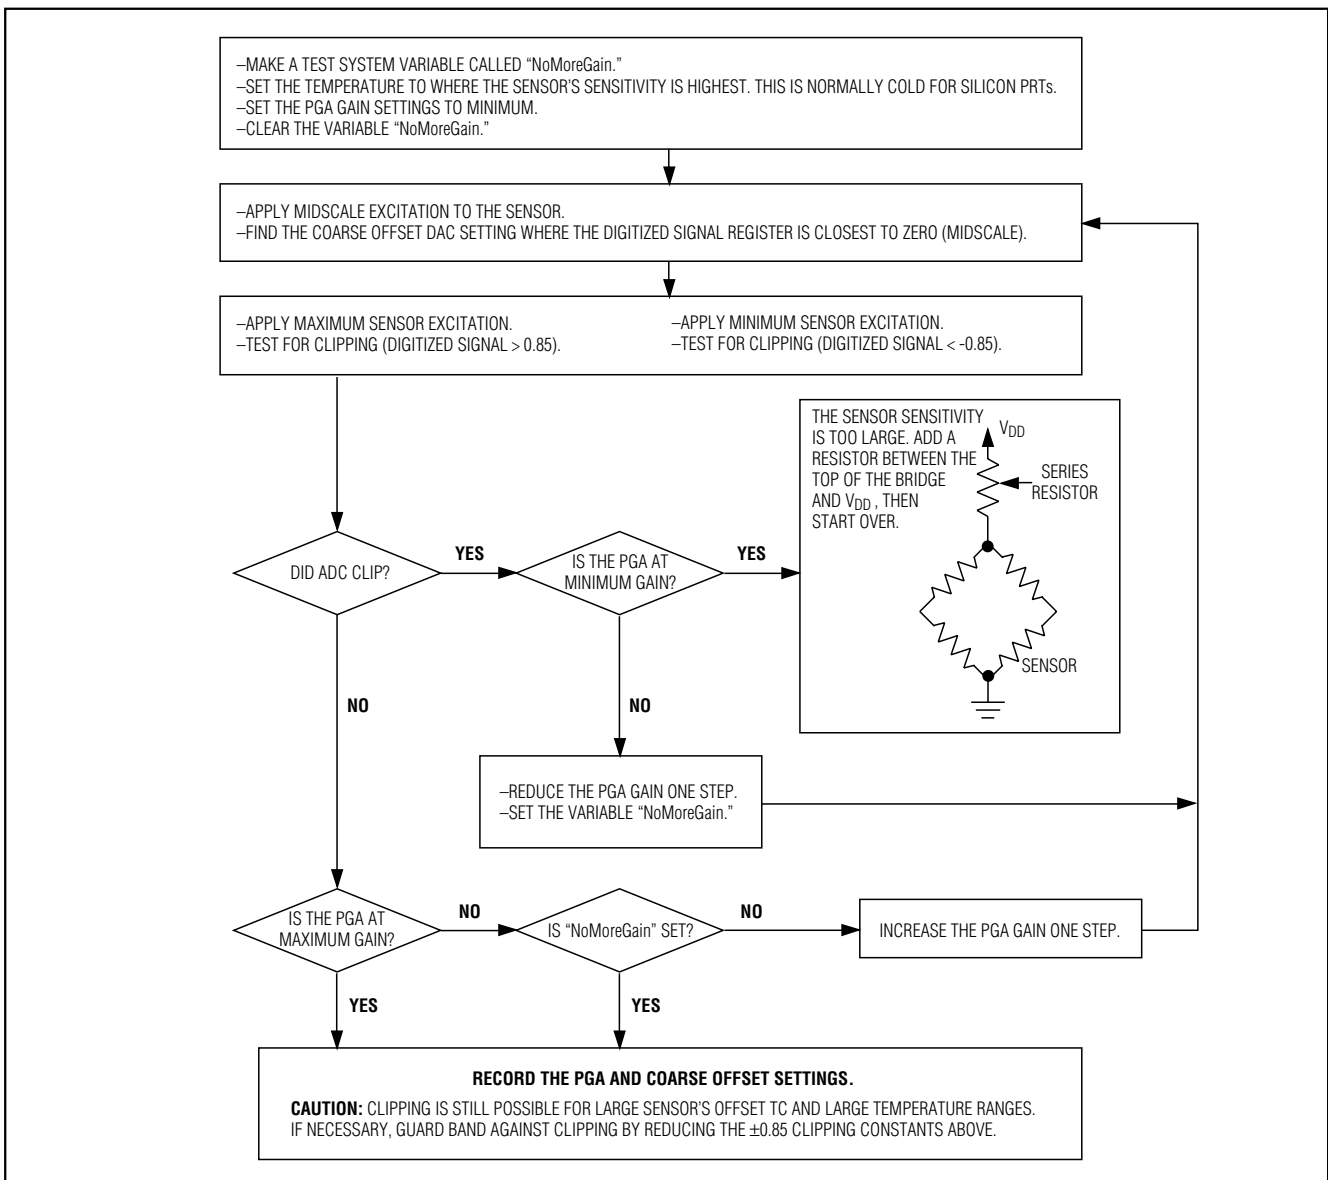 –MAKE A TEST SYSTEM VARIABLE CALLED “NoMoreGain.”
–SET THE TEMPERATURE TO WHERE THE SENSOR’S SENSITIVITY IS HIGHEST. THIS IS NORMALLY COLD FOR SILICON PRTs.
–SET THE PGA GAIN SETTINGS TO MINIMUM.
–CLEAR THE VARIABLE “NoMoreGain.”
–APPLY MIDSCALE EXCITATION TO THE SENSOR.
–FIND THE COARSE OFFSET DAC SETTING WHERE THE DIGITIZED SIGNAL REGISTER IS CLOSEST TO ZERO (MIDSCALE).
–APPLY MAXIMUM SENSOR EXCITATION.
–TEST FOR CLIPPING (DIGITIZED SIGNAL > 0.85).
–APPLY MINIMUM SENSOR EXCITATION.
–TEST FOR CLIPPING (DIGITIZED SIGNAL < -0.85).
THE SENSOR SENSITIVITY
IS TOO LARGE. ADD A
RESISTOR BETWEEN THE
TOP OF THE BRIDGE
AND VDD , THEN
START OVER.
VDD
SERIES
RESISTOR
SENSOR
DID ADC CLIP?
YES
IS THE PGA AT
MINIMUM GAIN?
YES
NO
NO
–REDUCE THE PGA GAIN ONE STEP.
–SET THE VARIABLE “NoMoreGain.”
IS THE PGA AT
MAXIMUM GAIN?
NO
IS “NoMoreGain” SET?
NO
INCREASE THE PGA GAIN ONE STEP.
YES
YES
RECORD THE PGA AND COARSE OFFSET SETTINGS.
CAUTION: CLIPPING IS STILL POSSIBLE FOR LARGE SENSOR’S OFFSET TC AND LARGE TEMPERATURE RANGES.
IF NECESSARY, GUARD BAND AGAINST CLIPPING BY REDUCING THE ±0.85 CLIPPING CONSTANTS ABOVE.